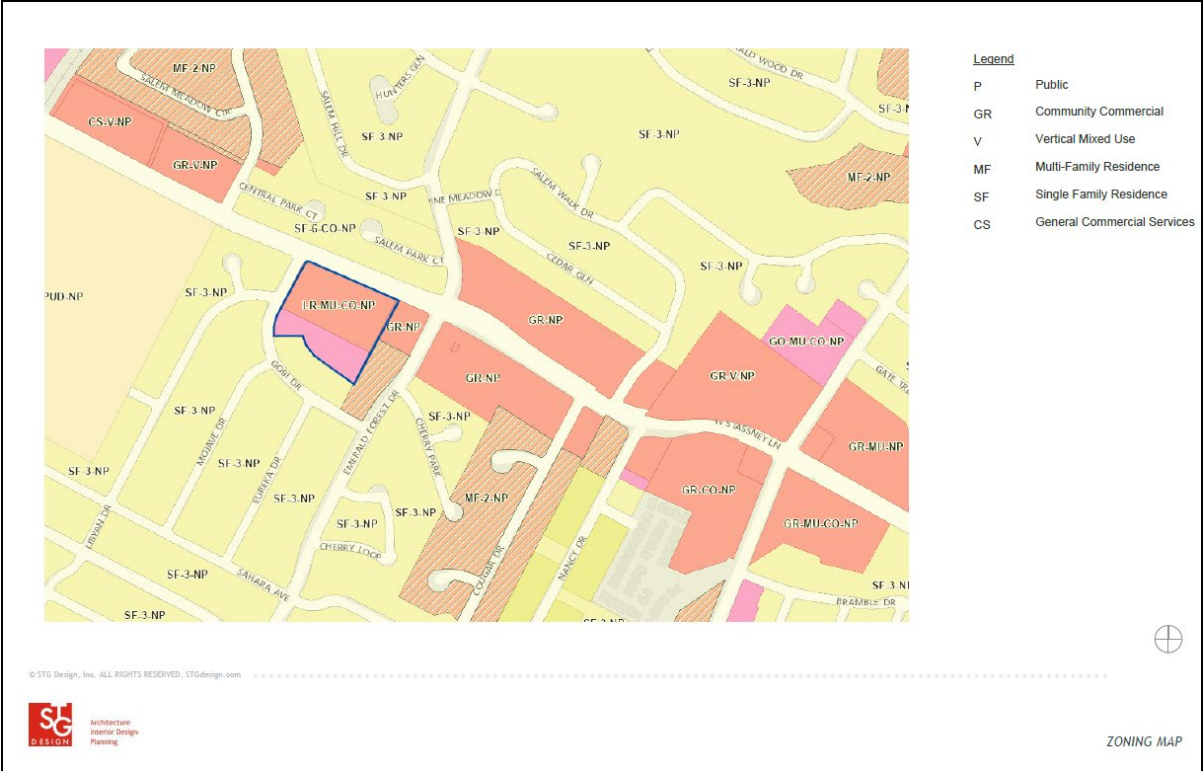 MF-2-NP
SALEM MEADOW CIR
HUNTERS GLN
SALEM HILL DR
WOOD DR
SF-3-NP
CS-V-NP
SF-3-NP
SF-3-NP
GR-V-NP
MF-2-NP
CENTRAL PARK CT
SF-3-NP
SALEM WALK DR
SF-6-CO-NP
SF-3-NP
SALEM PARK CT
SF-3-NP
CEDAR GLN
SF-3-NP
PUD-NP
SF-3-NP
LR-MU-CO-NP
GR-NP
GR-NP
GO-MU-CO-NP
GOBI DR
GR-NP
GR-V-NP
SF-3-NP
MOJAVE DR
EMERALD FOREST DR
SF-3-NP
CHERRY PARK
W STASSNEY LN
GR-MU-NP
SF-3-NP
SF-3-NP
EUREKA DR
SF-3-NP
MF-2-NP
GR-CO-NP
LIBYAN DR
SF-3-NP
SF-3-NP
GR-MU-CO-NP
CHERRY LOOP
SF-3-NP
SAHARA AVE
COUGAR DR
NANCY DR
SF-3-NP
BRAMBLE DR
Legend
P Public
GR Community Commercial
V Vertical Mixed Use
MF Multi-Family Residence
SF Single Family Residence
CS General Commercial Services
© STG Design, Inc. ALL RIGHTS RESERVED. STGdesign.com
STG
DESIGN
Architecture
Interior Design
Planning
ZONING MAP